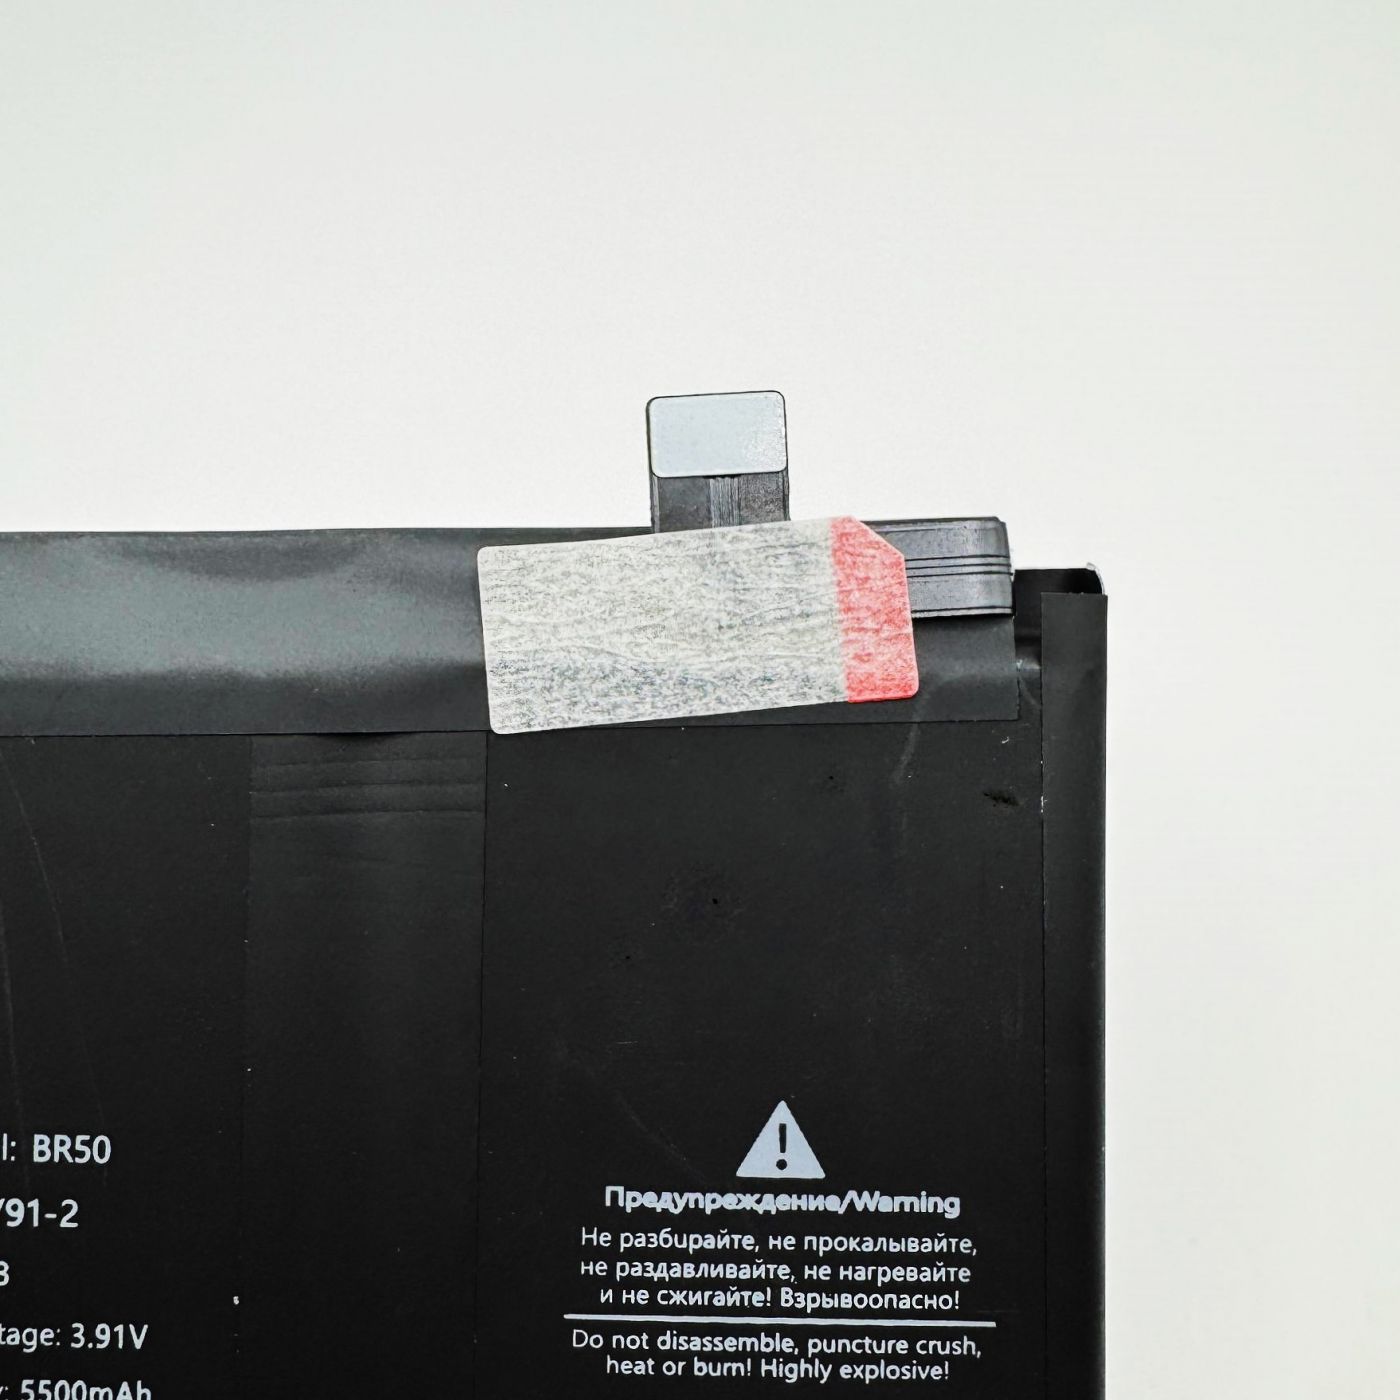 l: BR50
/91-2
3
tage: 3.91V
: 5500mAh
!
Предупреждение/Warning
Не разбирайте, не прокалывайте,
не раздавливайте, не нагревайте
и не сжигайте! Взрывоопасно!
Do not disassemble, puncture crush,
heat or burn! Highly explosive!